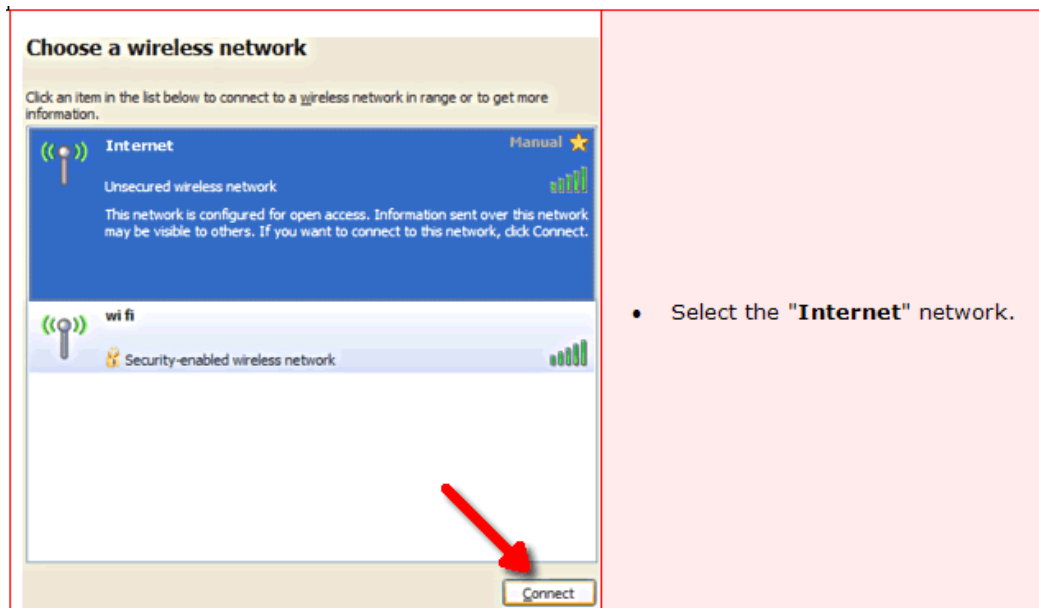 Choose a wireless network
Click an item in the list below to connect to a wireless network in range or to get more
information.
Internet
Manual
Unsecured wireless network
This network is configured for open access. Information sent over this network
may be visible to others. If you want to connect to this network, click Connect.
wi fi
Security-enabled wireless network
Connect
• Select the "Internet" network.